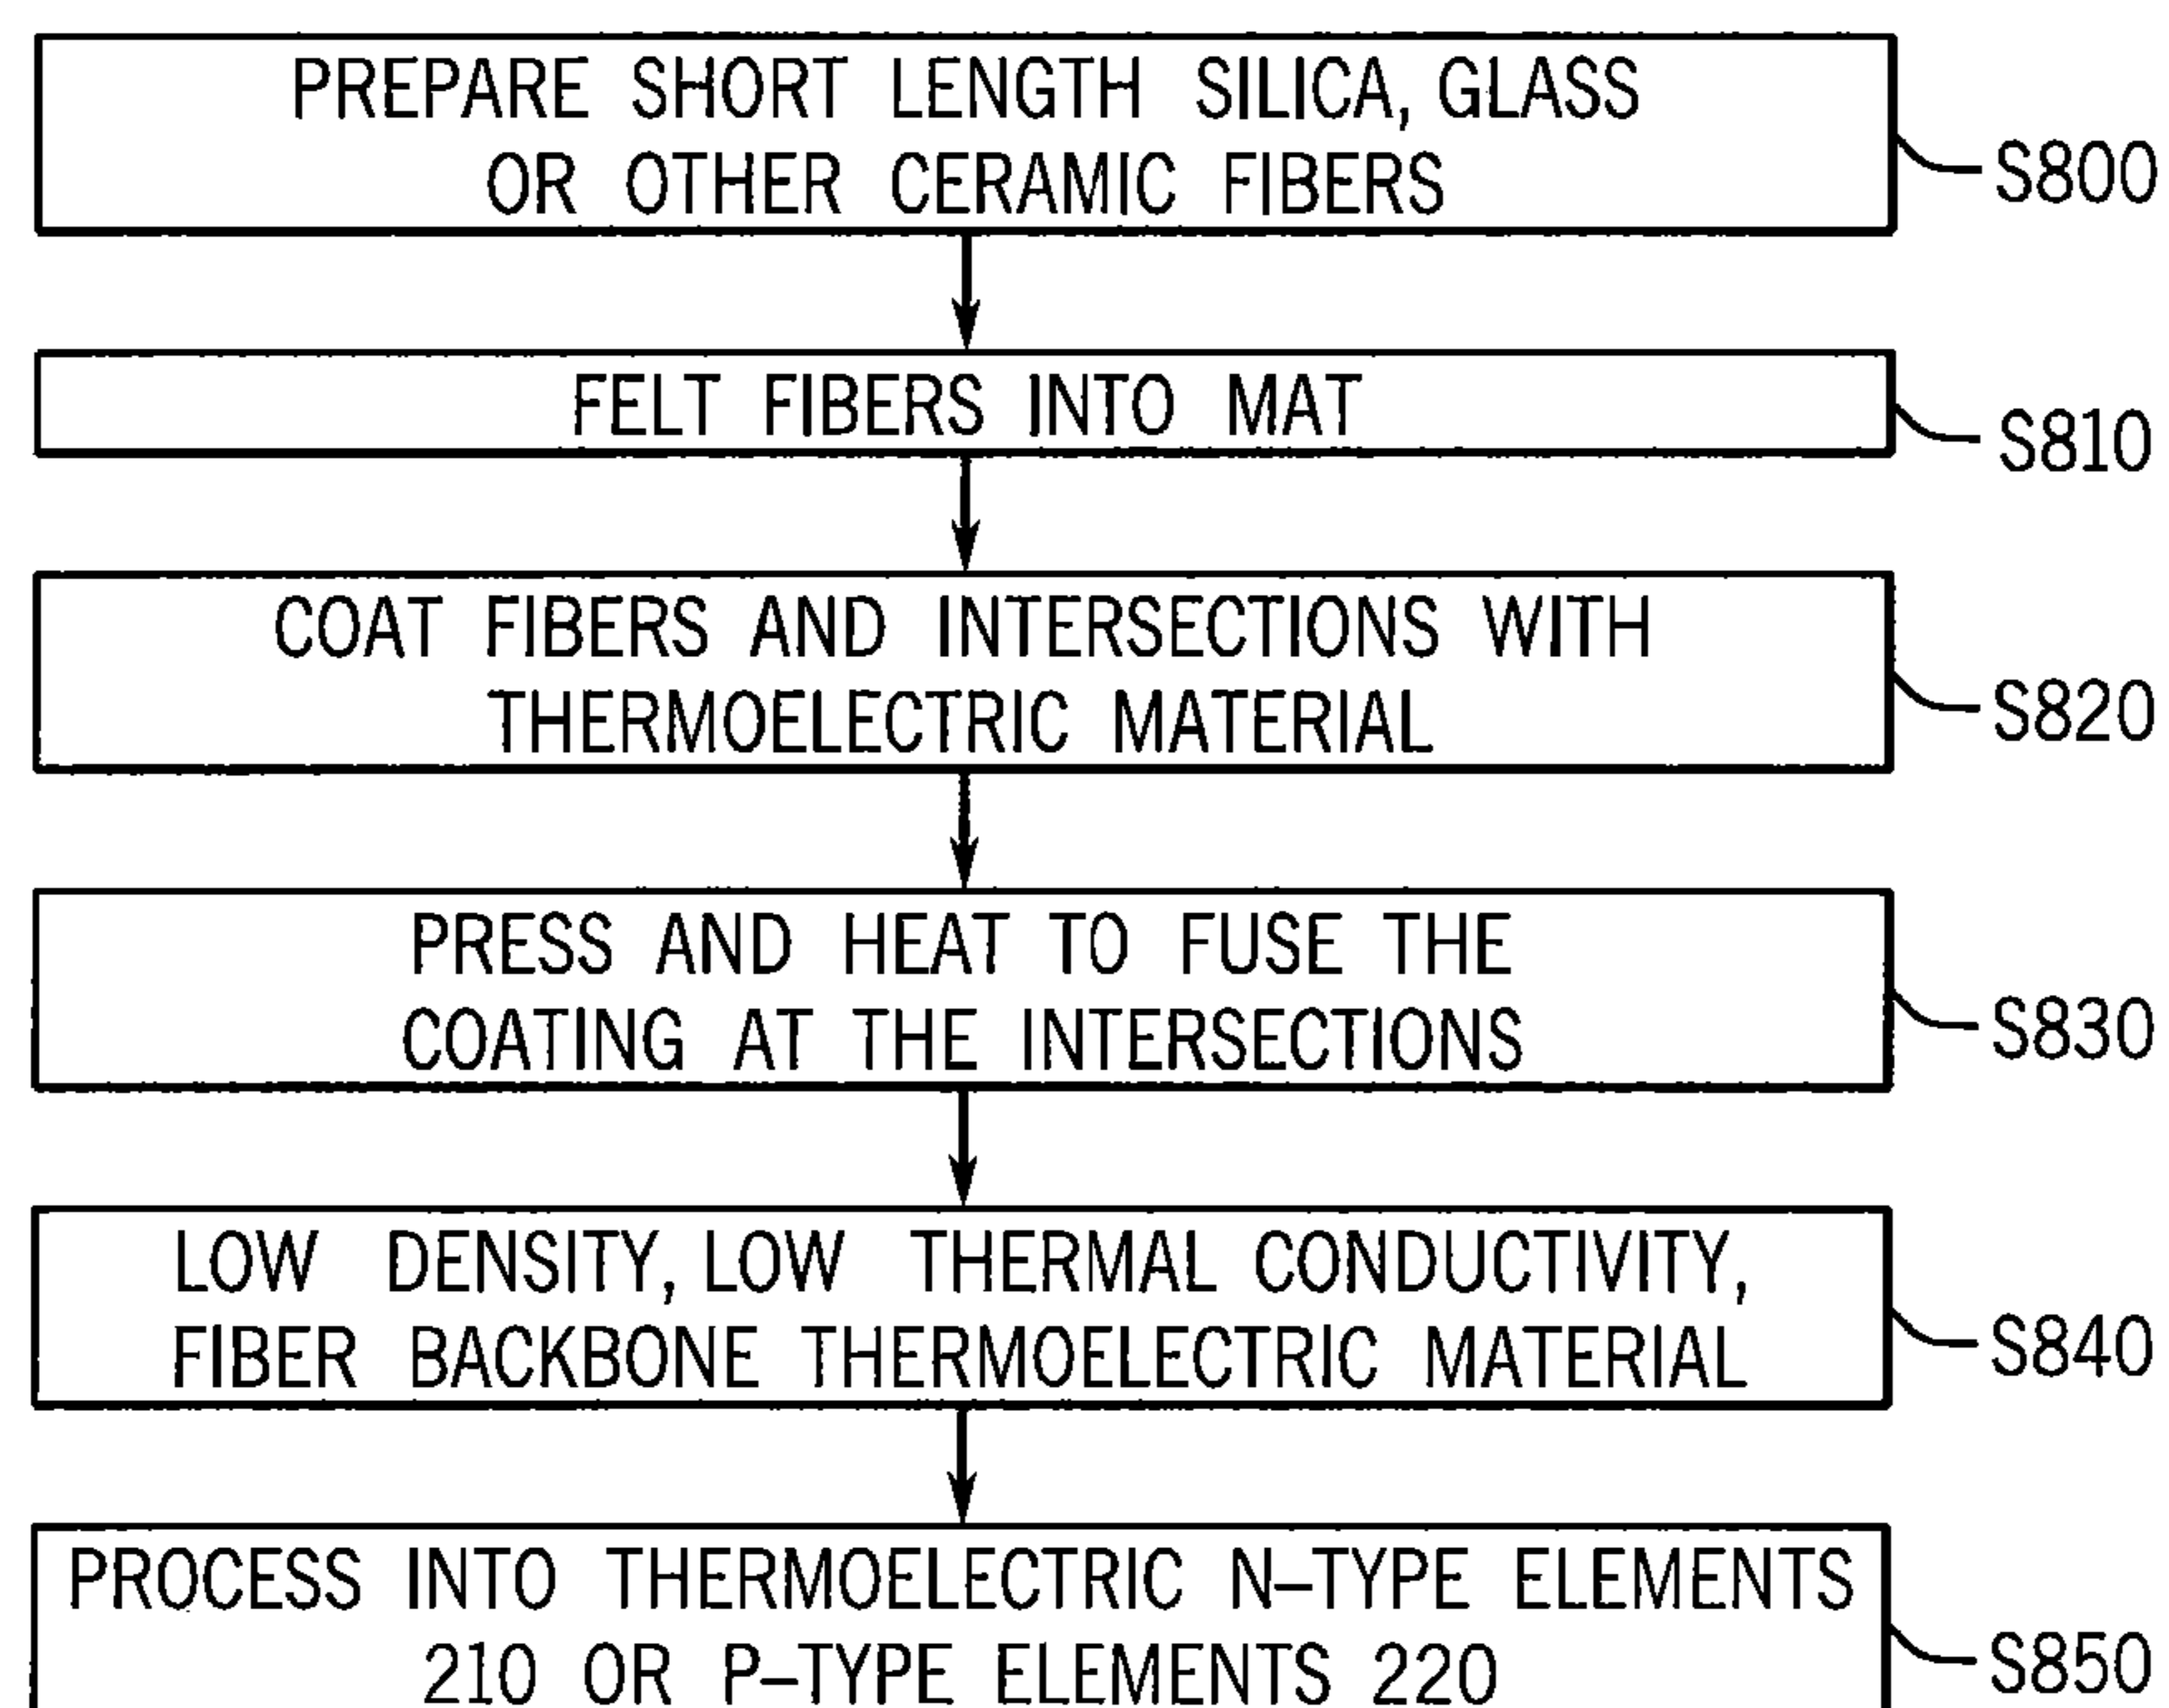 PREPARE SHORT LENGTH SILICA, GLASS
OR OTHER CERAMIC FIBERS
S800
FELT FIBERS INTO MAT
S810
COAT FIBERS AND INTERSECTIONS WITH
THERMOELECTRIC MATERIAL
S820
PRESS AND HEAT TO FUSE THE
COATING AT THE INTERSECTIONS
S830
LOW DENSITY, LOW THERMAL CONDUCTIVITY,
FIBER BACKBONE THERMOELECTRIC MATERIAL
S840
PROCESS INTO THERMOELECTRIC N–TYPE ELEMENTS
210 OR P–TYPE ELEMENTS 220
S850